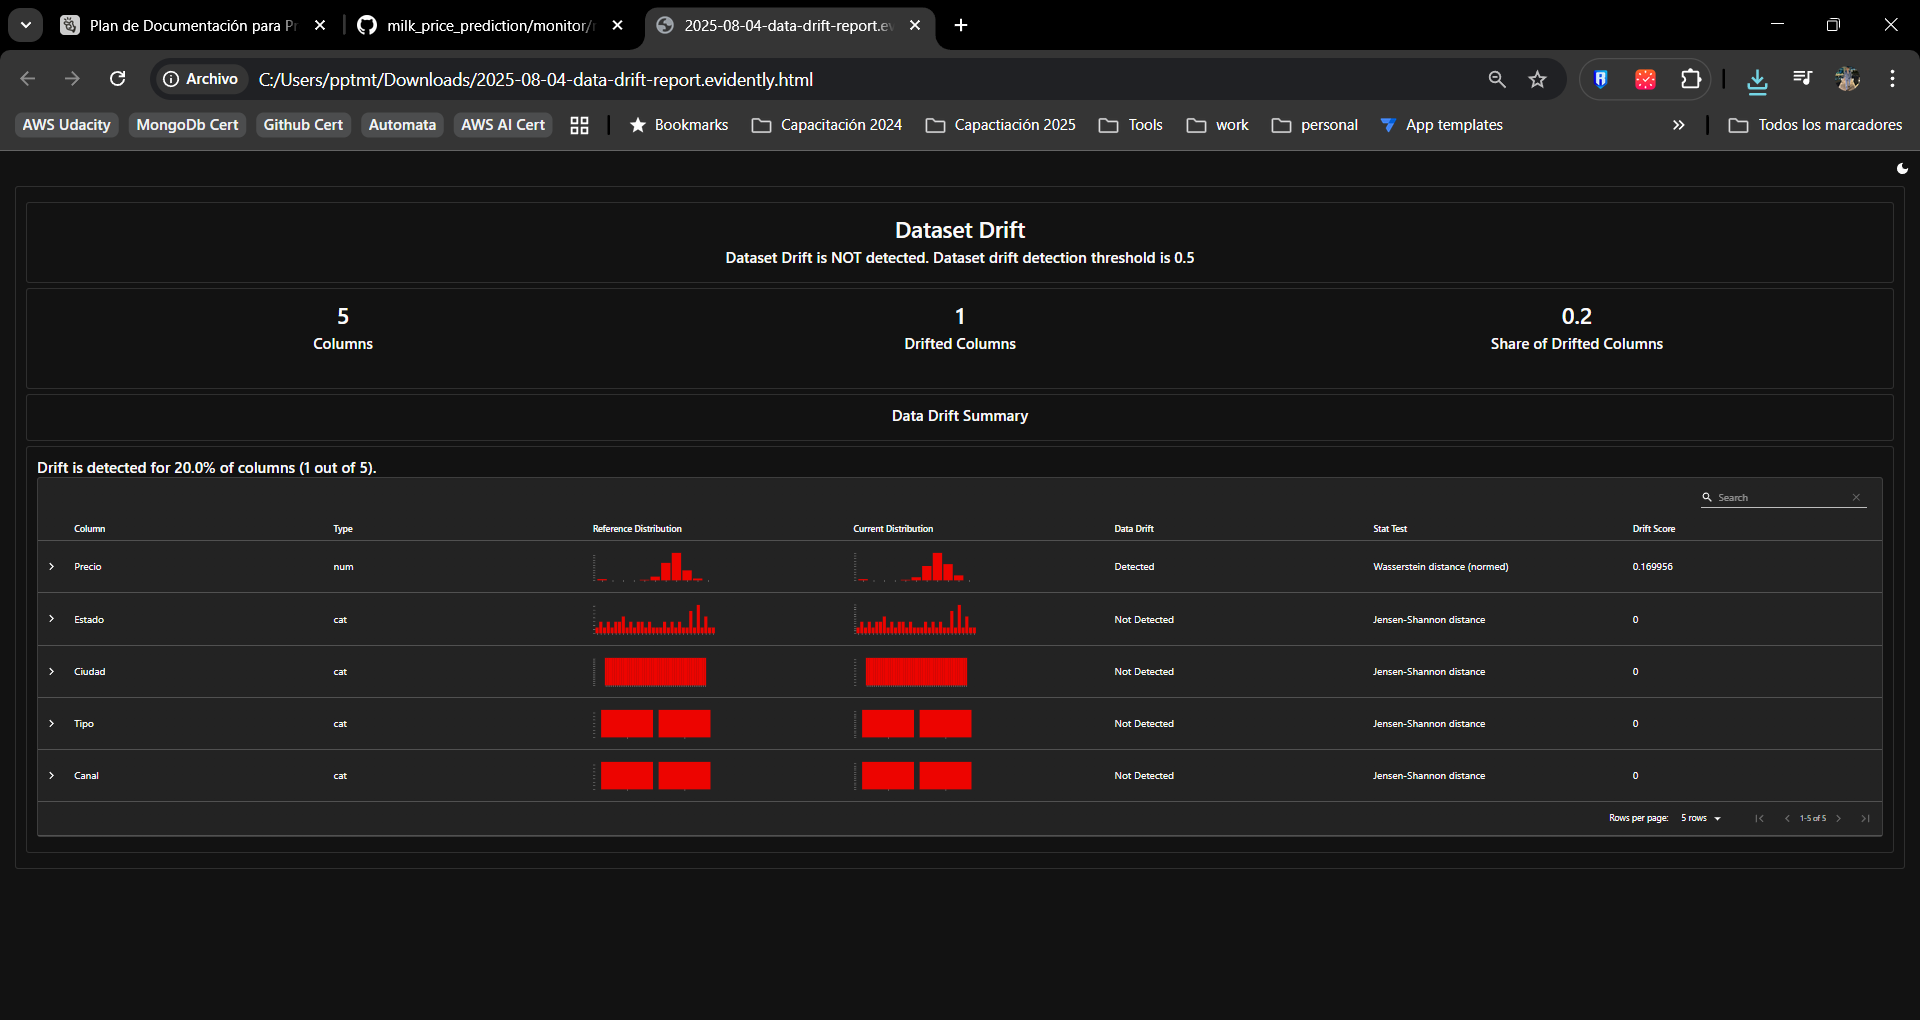 Plan de Documentación para Pr
milk_price_prediction/monitor/r
2025-08-04-data-drift-report.ev
Archivo
C:/Users/pptmt/Downloads/2025-08-04-data-drift-report.evidently.html
AWS Udacity
MongoDb Cert
Github Cert
Automata
AWS AI Cert
Bookmarks
Capacitación 2024
Capactiación 2025
Tools
work
personal
App templates
»
Todos los marcadores
Dataset Drift
Dataset Drift is NOT detected. Dataset drift detection threshold is 0.5
5
Columns
1
Drifted Columns
0.2
Share of Drifted Columns
Data Drift Summary
Drift is detected for 20.0% of columns (1 out of 5).
Search
Column Type Reference Distribution Current Distribution Data Drift Stat Test Drift Score
Precio num Detected Wasserstein distance (normed) 0.169956
Estado cat Not Detected Jensen-Shannon distance 0
Ciudad cat Not Detected Jensen-Shannon distance 0
Tipo cat Not Detected Jensen-Shannon distance 0
Canal cat Not Detected Jensen-Shannon distance 0
Rows per page: 5 rows 1-5 of 5